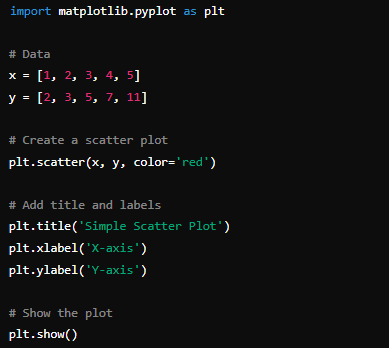 import matplotlib.pyplot as plt
# Data
x = [1, 2, 3, 4, 5]
y = [2, 3, 5, 7, 11]
# Create a scatter plot
plt.scatter(x, y, color='red')
# Add title and labels
plt.title('Simple Scatter Plot')
plt.xlabel('X-axis')
plt.ylabel('Y-axis')
# Show the plot
plt.show()